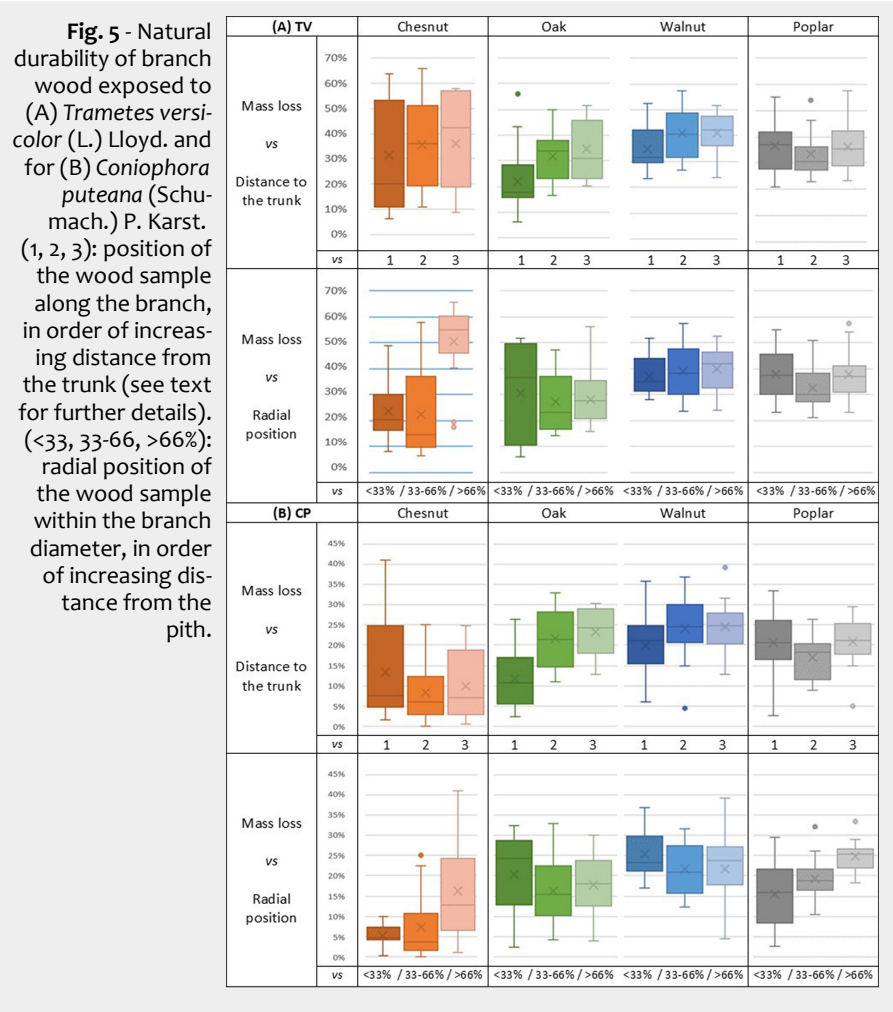 Fig. 5 - Natural
durability of branch
wood exposed to
(A) Trametes versi-
color (L.) Lloyd. and
for (B) Coniophora
puteana (Schu-
mach.) P. Karst.
(1, 2, 3): position of
the wood sample
along the branch,
in order of increas-
ing distance from
the trunk (see text
for further details).
(<33, 33-66, >66%):
radial position of
the wood sample
within the branch
diameter, in order
of increasing dis-
tance from the
pith.
(A) TV Chesnut Oak Walnut Poplar
Mass loss
vs
Distance to
the trunk
70%
60%
50%
40%
30%
20%
10%
0%
vs 1 2 3 1 2 3 1 2 3 1 2 3
Mass loss
vs
Radial
position
70%
60%
50%
40%
30%
20%
10%
0%
vs <33% / 33-66% / >66% <33% / 33-66% / >66% <33% / 33-66% / >66% <33% / 33-66% / >66%
(B) CP Chesnut Oak Walnut Poplar
Mass loss
vs
Distance to
the trunk
45%
40%
35%
30%
25%
20%
15%
10%
5%
0%
vs 1 2 3 1 2 3 1 2 3 1 2 3
Mass loss
vs
Radial
position
45%
40%
35%
30%
25%
20%
15%
10%
5%
0%
vs <33% / 33-66% / >66% <33% / 33-66% / >66% <33% / 33-66% / >66% <33% / 33-66% / >66%